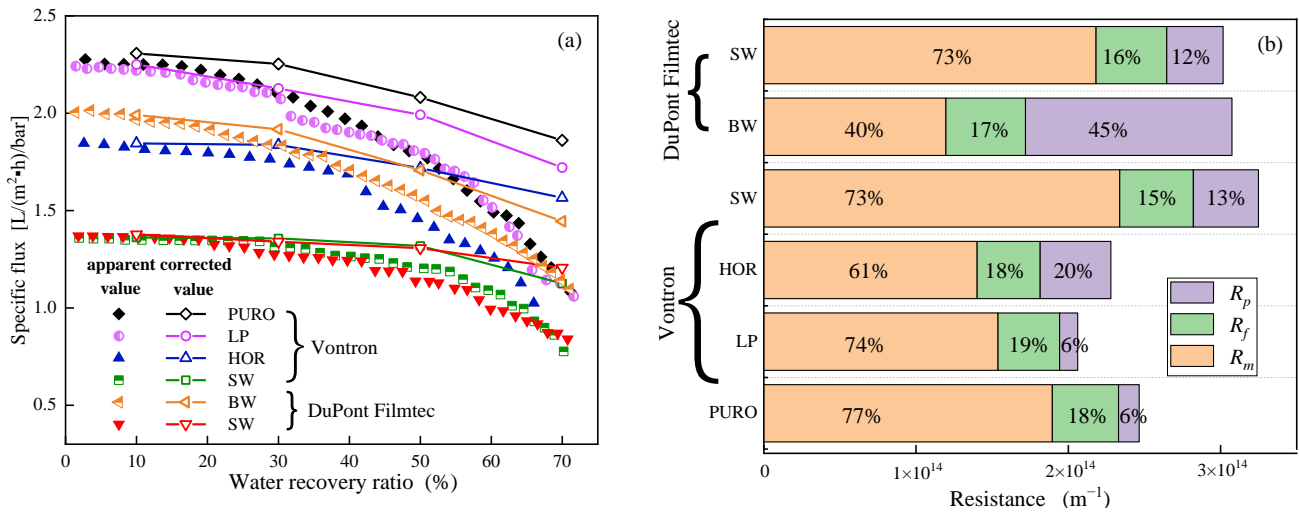 (a)
2.5
2.0
1.5
1.0
0.5
Specific flux [L/(m²▪h)/bar]
apparent corrected
value value
PURO
LP
HOR
SW
BW
SW
Vontron
DuPont Filmtec
0 10 20 30 40 50 60 70
Water recovery ratio (%)
(b)
DuPont Filmtec
Vontron
SW 73% 16% 12%
BW 40% 17% 45%
SW 73% 15% 13%
HOR 61% 18% 20%
LP 74% 19% 6%
PURO 77% 18% 6%
Rp
Rf
Rm
0 1×10¹⁴ 2×10¹⁴ 3×10¹⁴
Resistance (m⁻¹)